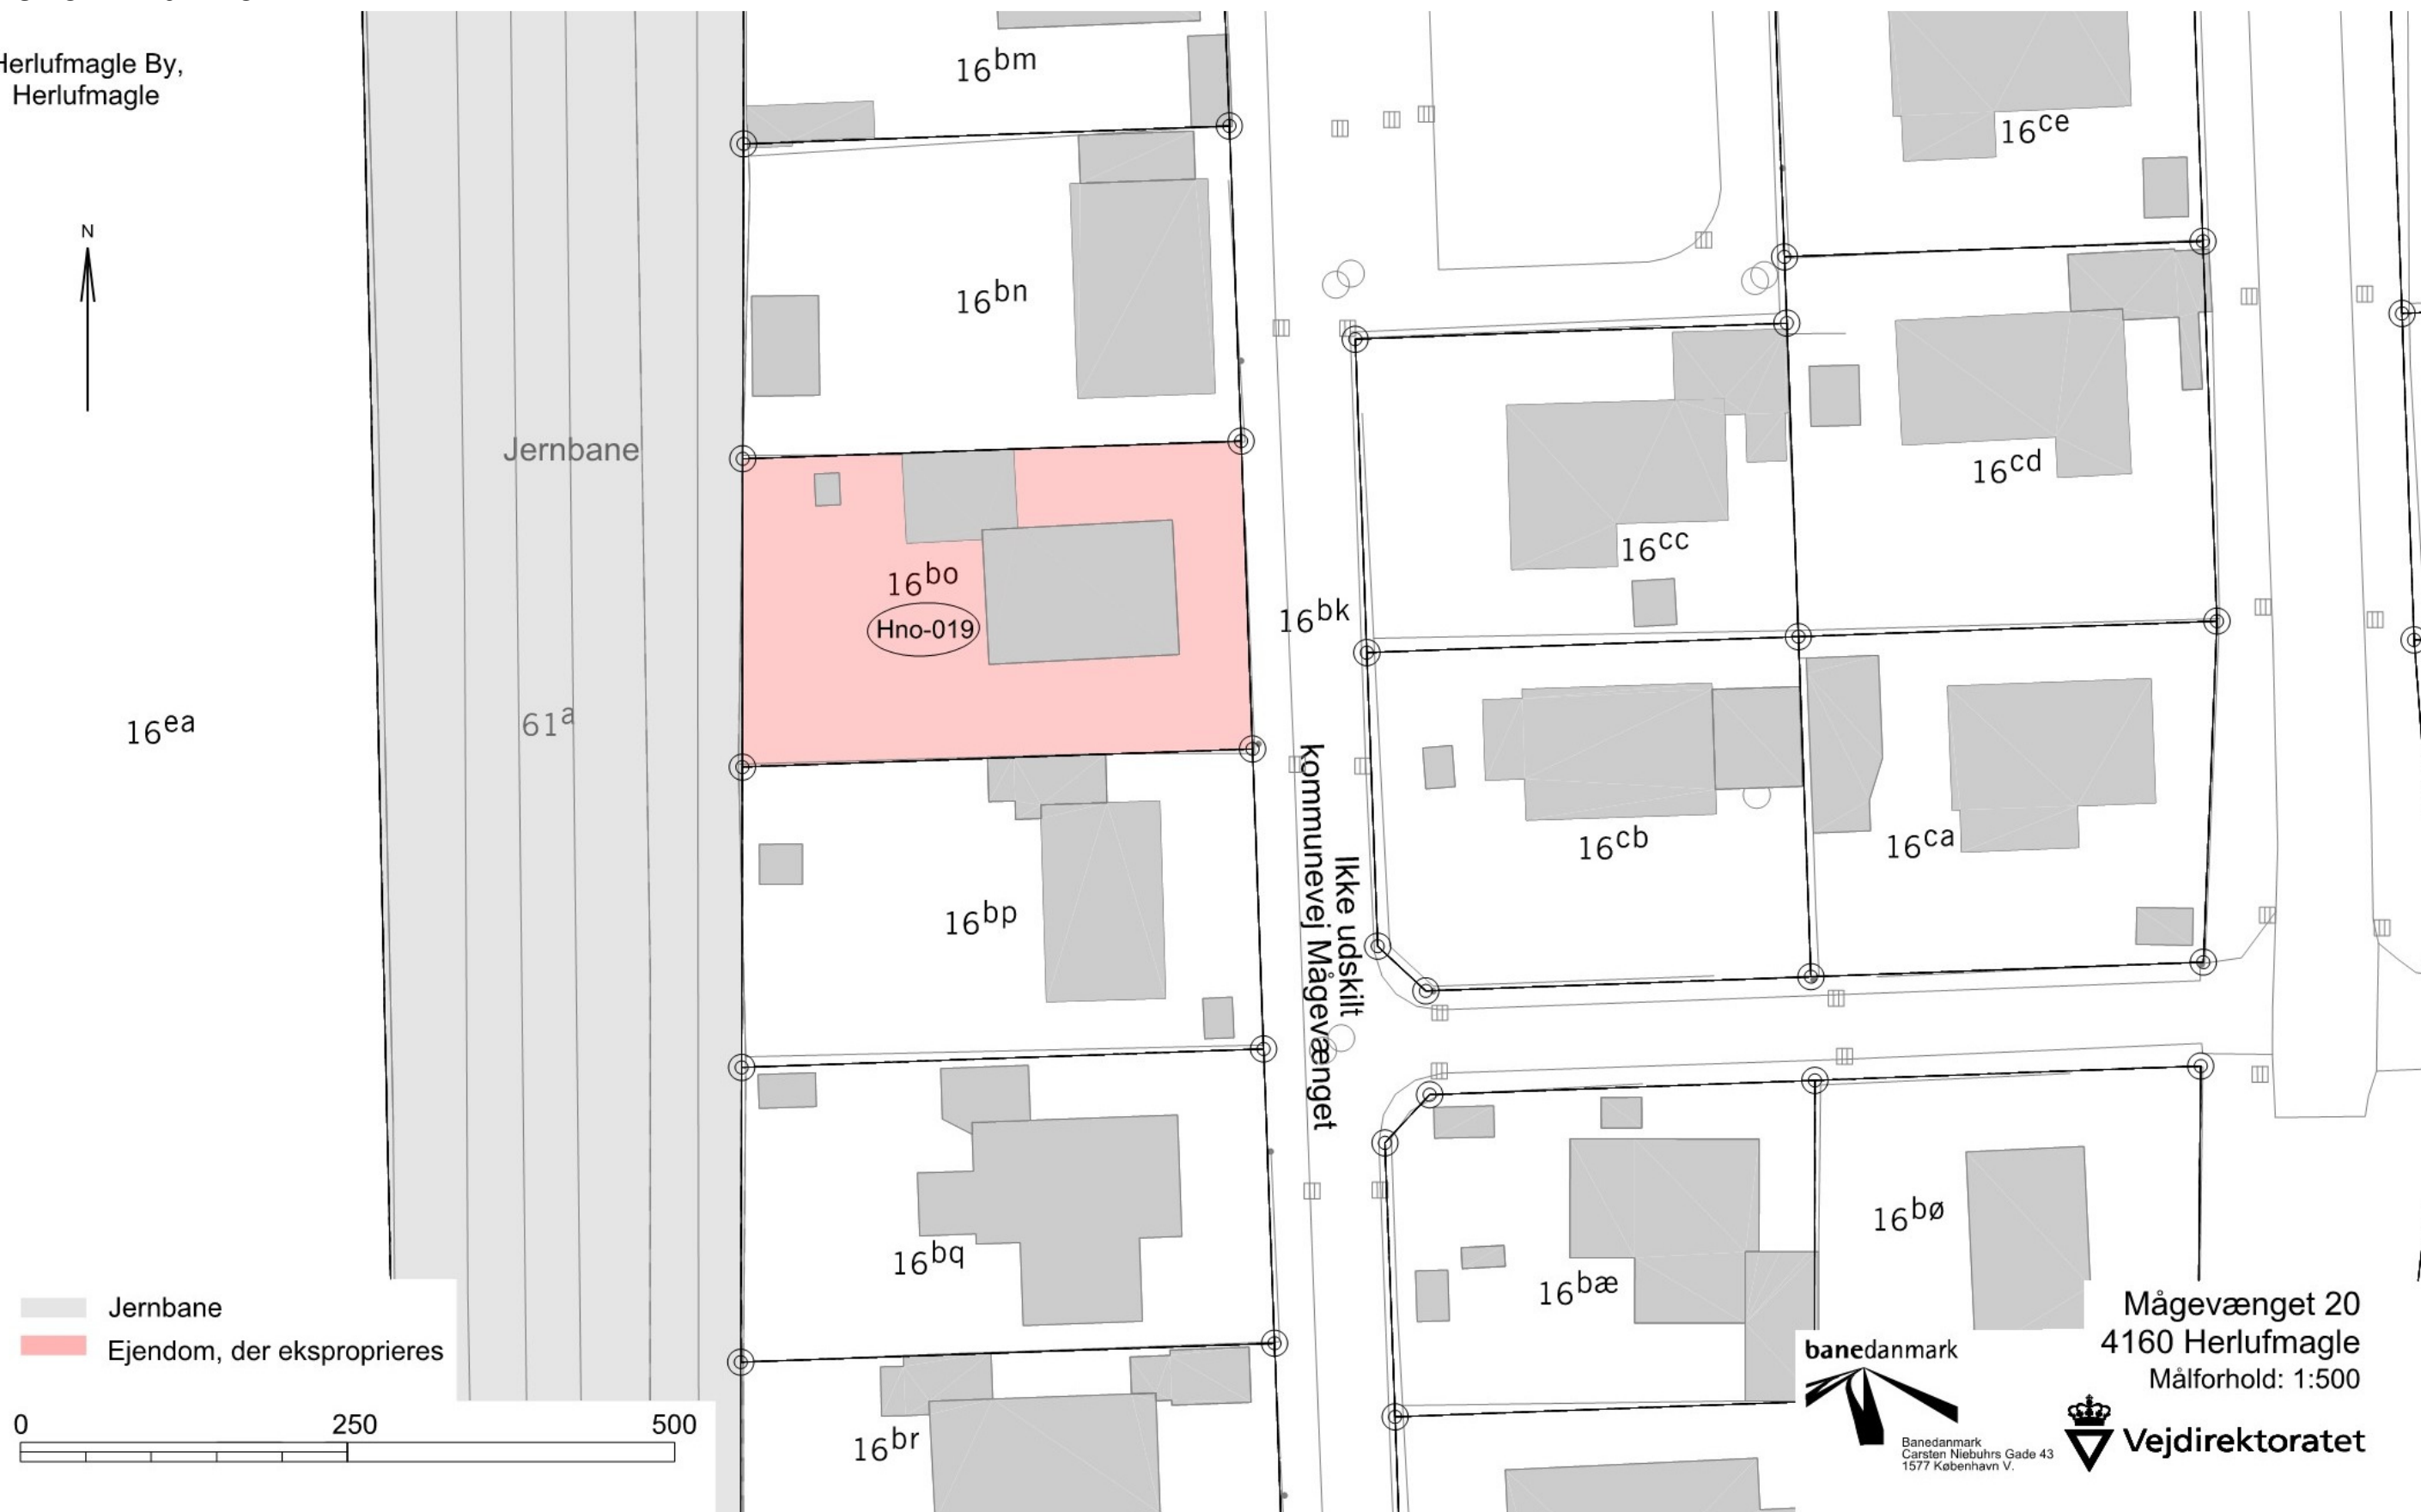 Herlufmagle By,
Herlufmagle
N
16bm
16ce
16bn
Jernbane
16cd
16cc
16bo
Hno-019
16bk
16ea
61a
16cb
16ca
16bp
Ikke udskilt
kommunevej Mågevænget
16bø
16bq
16bæ
Jernbane
Ejendom, der eksproprieres
Mågevænget 20
4160 Herlufmagle
Målforhold: 1:500
banedanmark
Banedanmark
Carsten Niebuhrs Gade 43
1577 København V.
Vejdirektoratet
0 250 500
16br